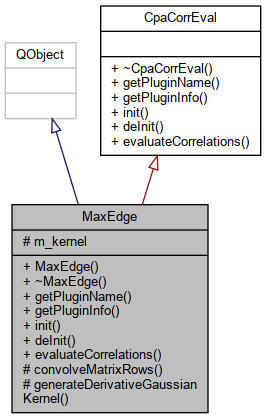 QObject
CpaCorrEval
+ ~CpaCorrEval()
+ getPluginName()
+ getPluginInfo()
+ init()
+ deInit()
+ evaluateCorrelations()
MaxEdge
# m_kernel
+ MaxEdge()
+ ~MaxEdge()
+ getPluginName()
+ getPluginInfo()
+ init()
+ deInit()
+ evaluateCorrelations()
# convolveMatrixRows()
# generateDerivativeGaussian
Kernel()